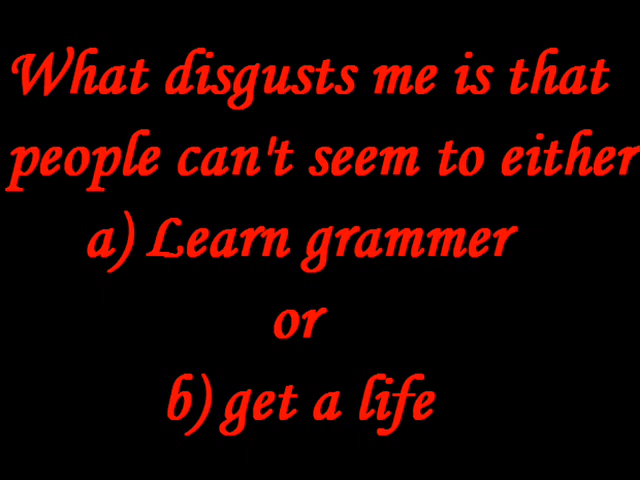 What disgusts me is that
people can't seem to either
a) Learn grammer
or
b) get a life